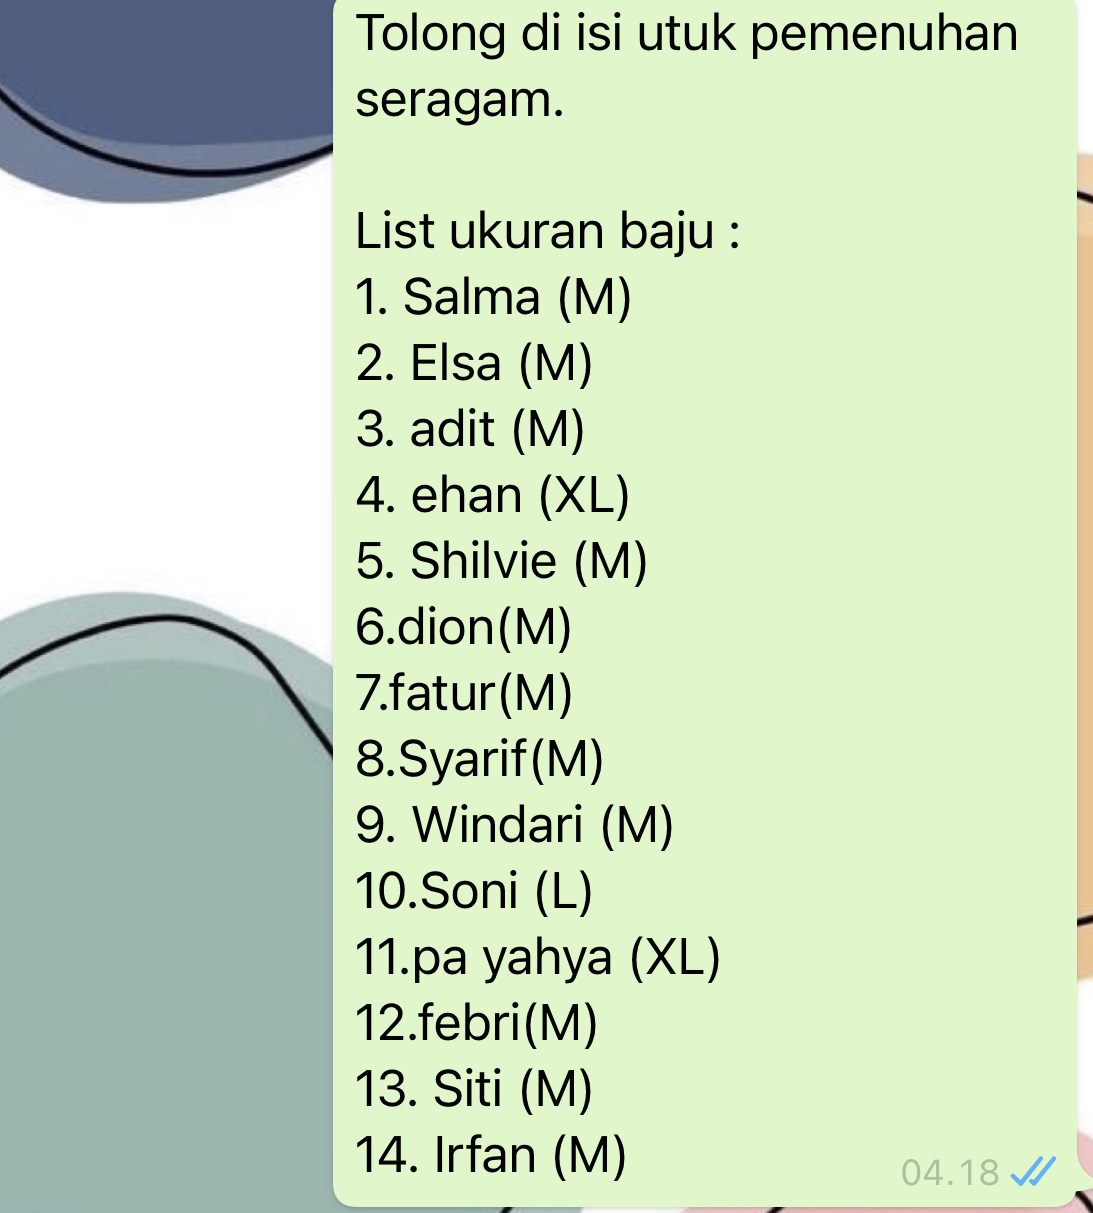 Tolong di isi utuk pemenuhan
seragam.
List ukuran baju :
1. Salma (M)
2. Elsa (M)
3. adit (M)
4. ehan (XL)
5. Shilvie (M)
6.dion(M)
7.fatur(M)
8.Syarif(M)
9. Windari (M)
10.Soni (L)
11.pa yahya (XL)
12.febri(M)
13. Siti (M)
14. Irfan (M)
04.18